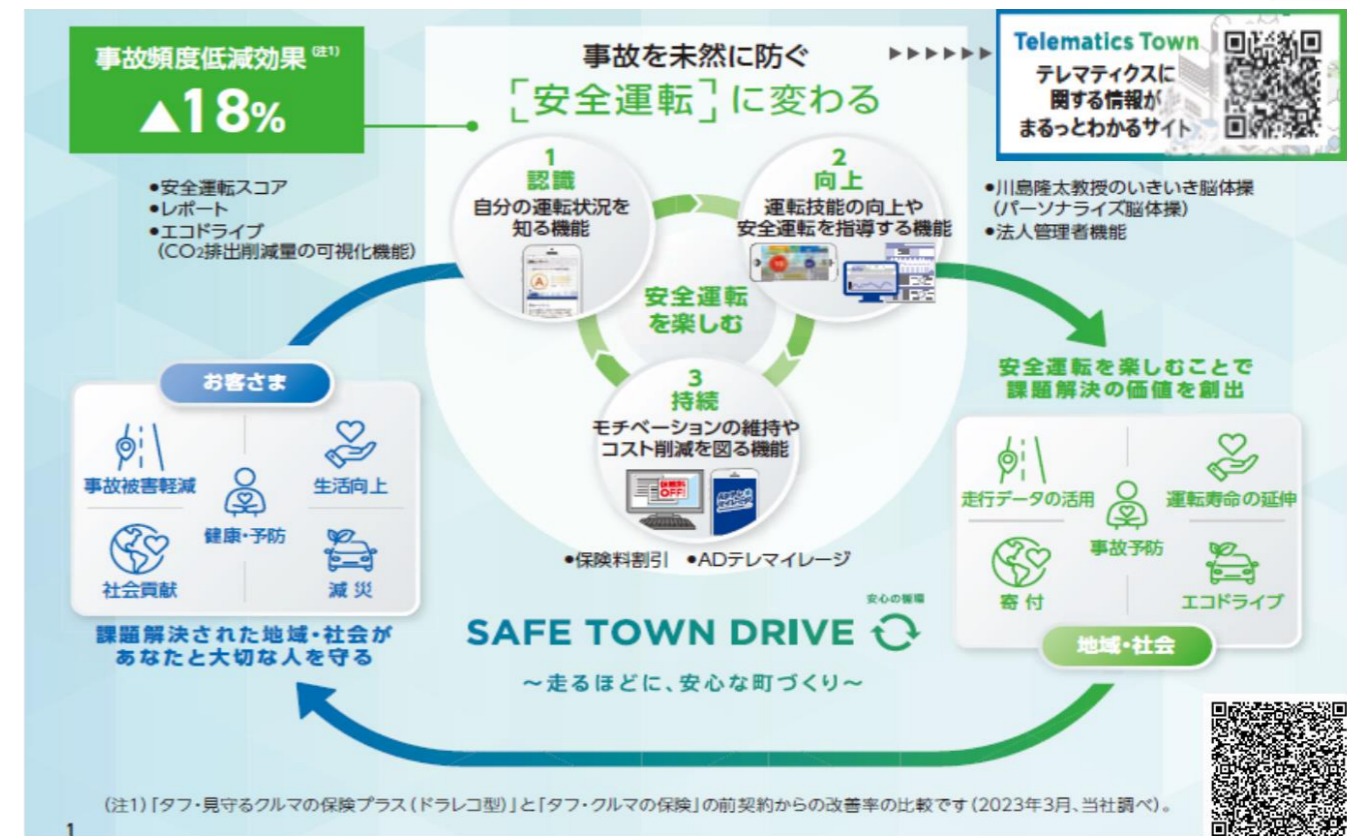 事故頻度低減効果(注1)
▲18%
事故を未然に防ぐ
「安全運転」に変わる
▶▶▶▶▶▶
Telematics Town
テレマティクスに
関する情報が
まるっとわかるサイト
●安全運転スコア
●レポート
●エコドライブ
(CO2排出削減量の可視化機能)
1
認識
自分の運転状況を
知る機能
A
2
向上
運転技能の向上や
安全運転を指導する機能
●川島隆太教授のいきいき脳体操
(パーソナライズ脳体操)
●法人管理者機能
安全運転
を楽しむ
3
持続
モチベーションの維持や
コスト削減を図る機能
保険料
OFF!
●保険料割引 ●ADテレマイレージ
お客さま
事故被害軽減
生活向上
健康・予防
社会貢献
減災
課題解決された地域・社会が
あなたと大切な人を守る
安全運転を楽しむことで
課題解決の価値を創出
走行データの活用
運転寿命の延伸
事故予防
寄付
エコドライブ
地域・社会
安心の循環
SAFE TOWN DRIVE
～走るほどに、安心な町づくり～
(注1)「タフ・見守るクルマの保険プラス(ドラレコ型)」と「タフ・クルマの保険」の前契約からの改善率の比較です(2023年3月、当社調べ)。
1